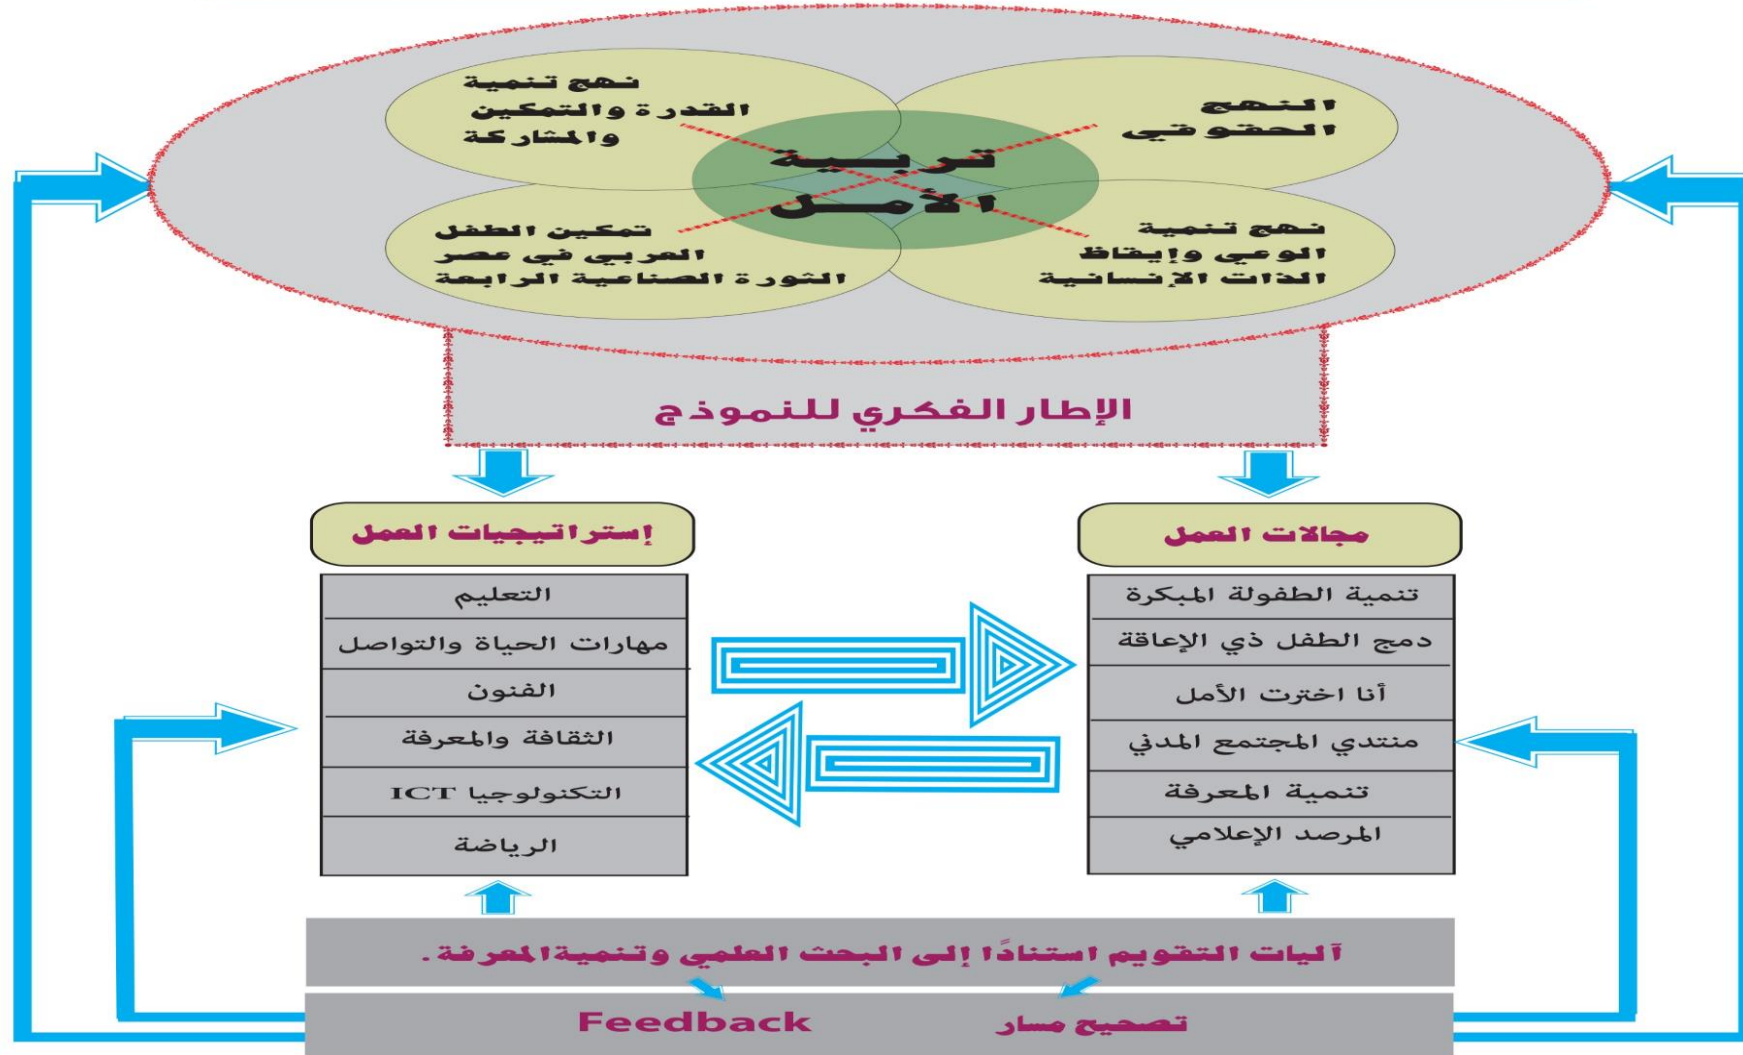 النهج
الحقوقي
نهج تنمية
القدرة والتمكين
والمشاركة
تربية
الأمل
نهج تنمية
الوعي وإيقاظ
الذات الإنسانية
تمكين الطفل
العربي في عصر
الثورة الصناعية الرابعة
الإطار الفكري للنموذج
مجالات العمل
تنمية الطفولة المبكرة
دمج الطفل ذي الإعاقة
أنا اخترت الأمل
منتدي المجتمع المدني
تنمية المعرفة
المرصد الإعلامي
إستراتيجيات العمل
التعليم
مهارات الحياة والتواصل
الفنون
الثقافة والمعرفة
التكنولوجيا ICT
الرياضة
آليات التقويم استنادًا إلى البحث العلمي وتنمية المعرفة.
تصحيح مسار Feedback